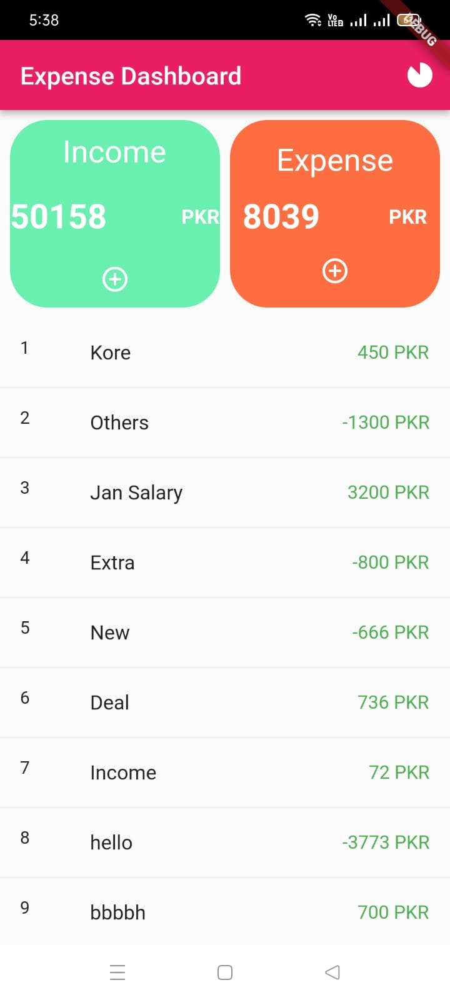 5:38
Vo
LTE2
DEBUG
Expense Dashboard
Income
50158 PKR
Expense
8039 PKR
1 Kore 450 PKR
2 Others -1300 PKR
3 Jan Salary 3200 PKR
4 Extra -800 PKR
5 New -666 PKR
6 Deal 736 PKR
7 Income 72 PKR
8 hello -3773 PKR
9 bbbbh 700 PKR